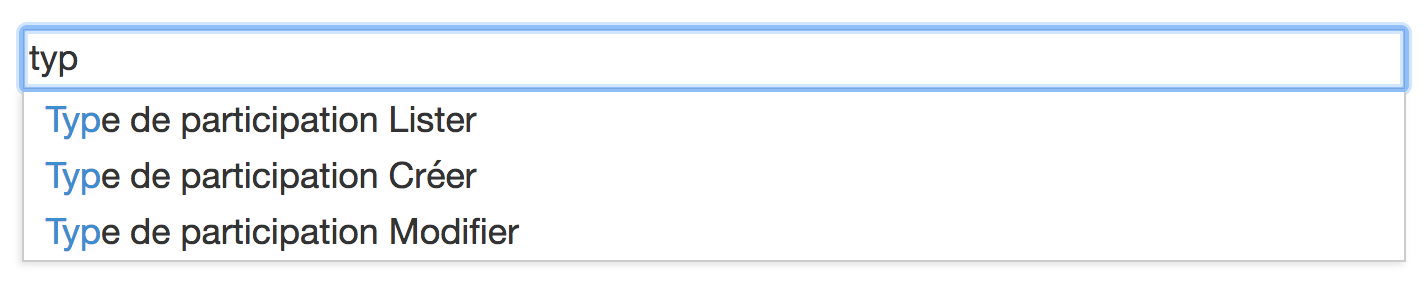 typ
Type de participation Lister
Type de participation Créer
Type de participation Modifier